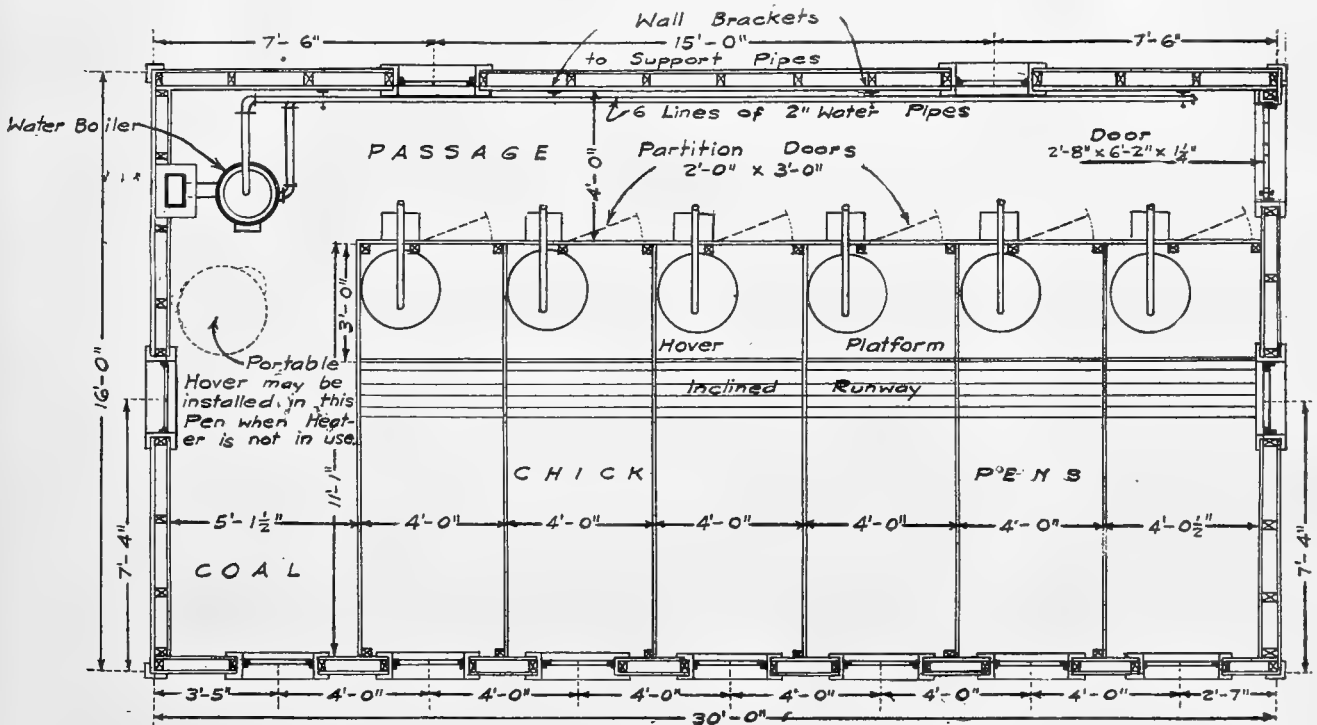 Wall Brackets
7'-6"
15'-0"
7'-6"
to Support Pipes
6 Lines of 2" Water Pipes
Water Boiler
PASSAGE
4'-0"
Partition Doors
2'-0" x 3'-0"
Door
2'-8" x 6'-2" x 1¼"
3'-0"
Hover Platform
Portable
Hover may be
installed in this
Pen when Heat-
er is not in use.
Inclined Runway
16'-0"
11'-1"
CHICK PENS
5'-1½"
4'-0"
4'-0"
4'-0"
4'-0"
4'-0"
4'-0½"
7'-4"
7'-4"
COAL
3'-5"
4'-0"
4'-0"
4'-0"
4'-0"
4'-0"
4'-0"
2'-7"
30'-0"